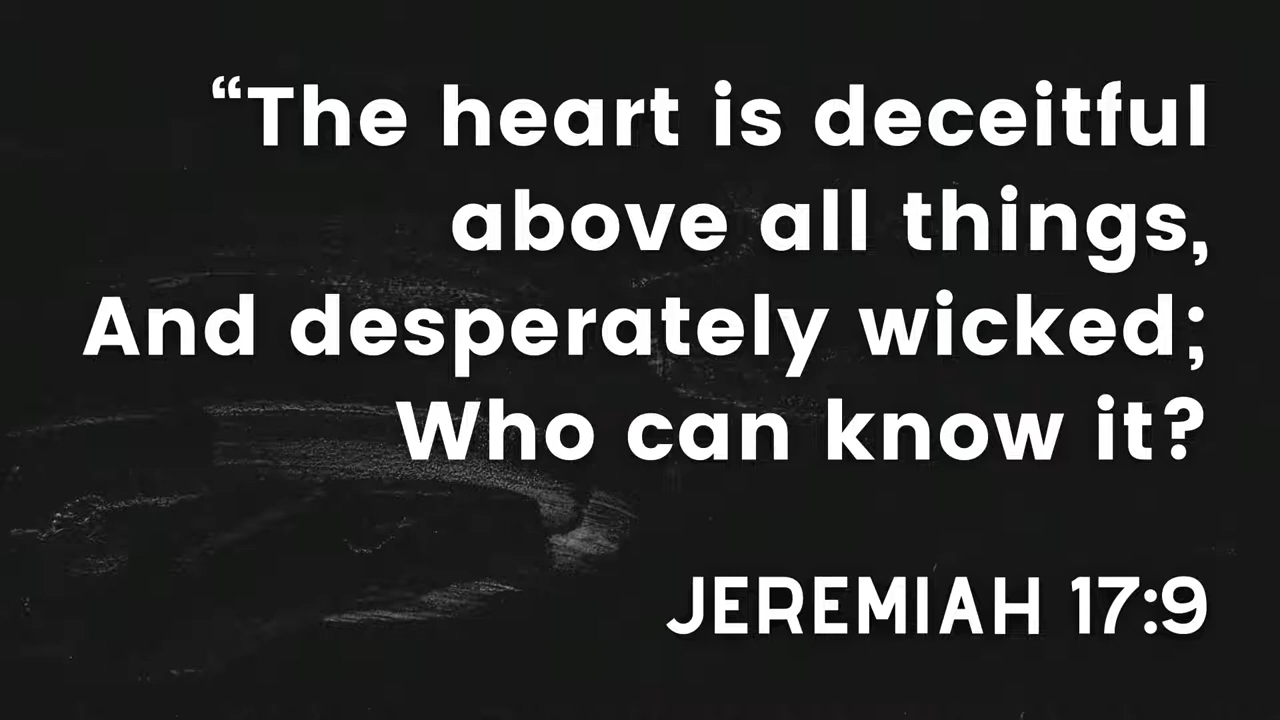 “The heart is deceitful
above all things,
And desperately wicked;
Who can know it?
JEREMIAH 17:9